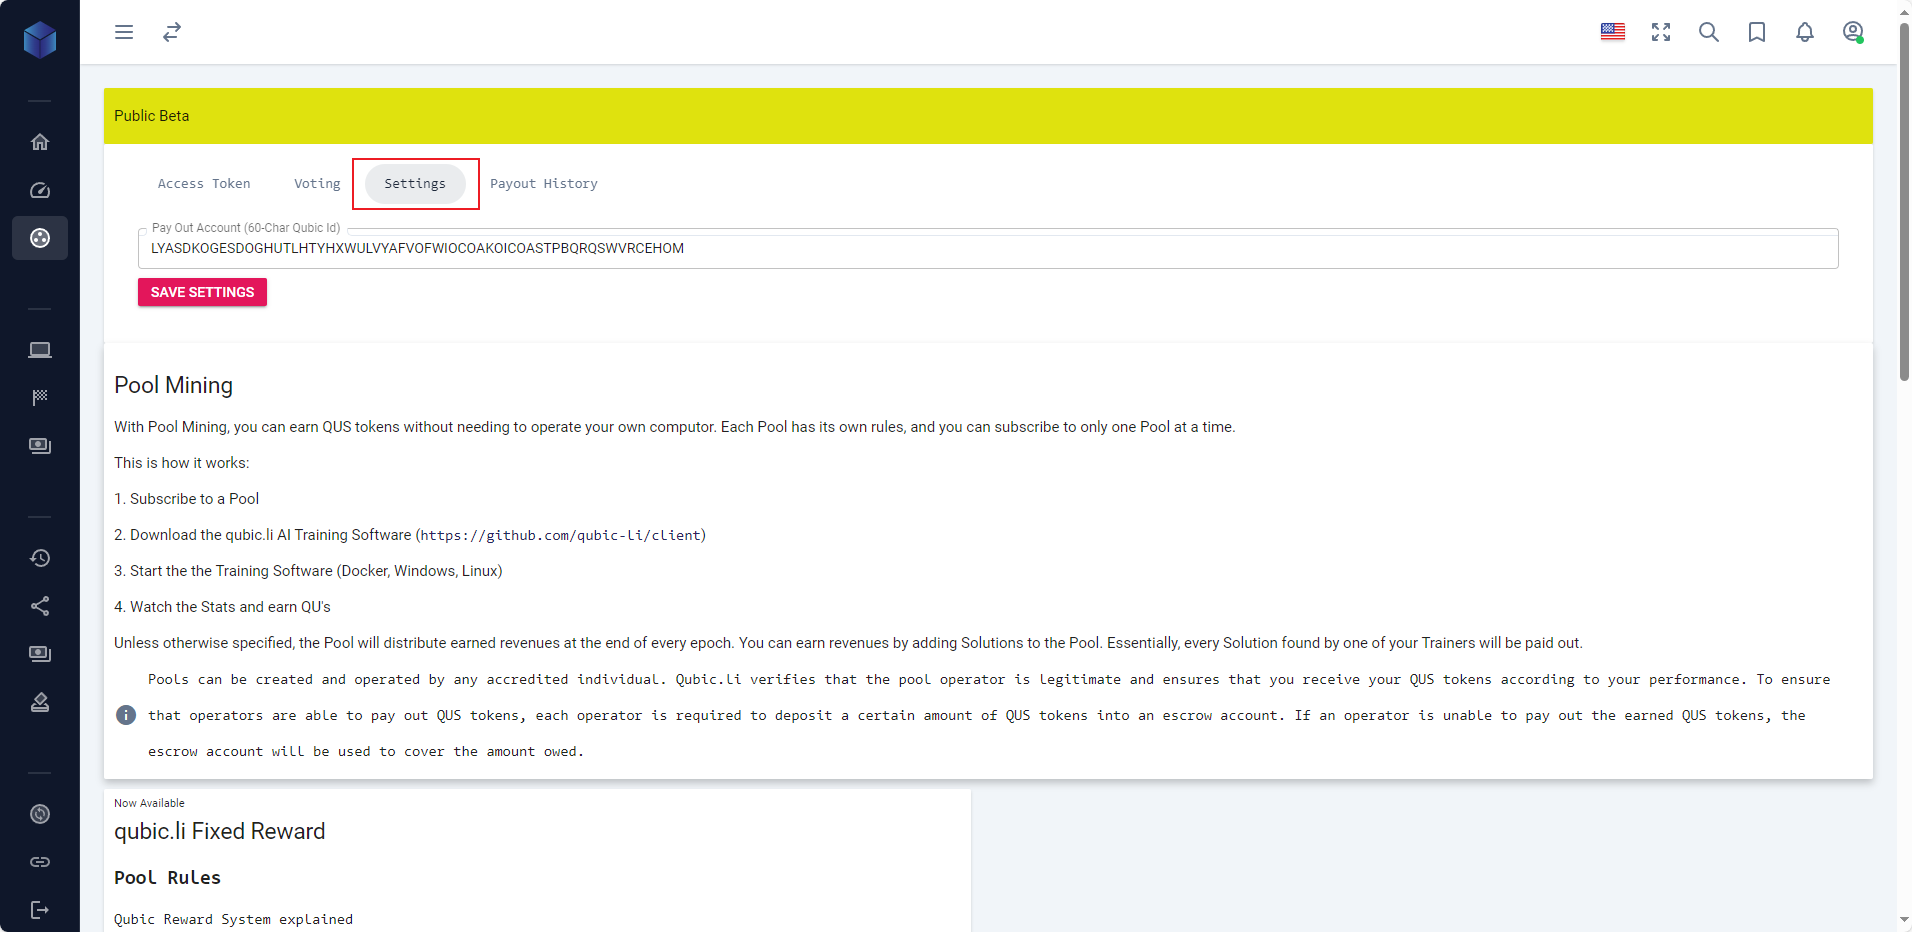 Public Beta
Access Token Voting Settings Payout History
Pay Out Account (60-Char Qubic Id)
LYASDKOGESDOGHUTLHTYHXWULVYAFVOFWIOCOAKOICOASTPBQRQSWVRCEHOM
SAVE SETTINGS
Pool Mining
With Pool Mining, you can earn QUS tokens without needing to operate your own computor. Each Pool has its own rules, and you can subscribe to only one Pool at a time.
This is how it works:
1. Subscribe to a Pool
2. Download the qubic.li AI Training Software (https://github.com/qubic-li/client)
3. Start the the Training Software (Docker, Windows, Linux)
4. Watch the Stats and earn QU's
Unless otherwise specified, the Pool will distribute earned revenues at the end of every epoch. You can earn revenues by adding Solutions to the Pool. Essentially, every Solution found by one of your Trainers will be paid out.
Pools can be created and operated by any accredited individual. Qubic.li verifies that the pool operator is legitimate and ensures that you receive your QUS tokens according to your performance. To ensure
that operators are able to pay out QUS tokens, each operator is required to deposit a certain amount of QUS tokens into an escrow account. If an operator is unable to pay out the earned QUS tokens, the
escrow account will be used to cover the amount owed.
Now Available
qubic.li Fixed Reward
Pool Rules
Qubic Reward System explained